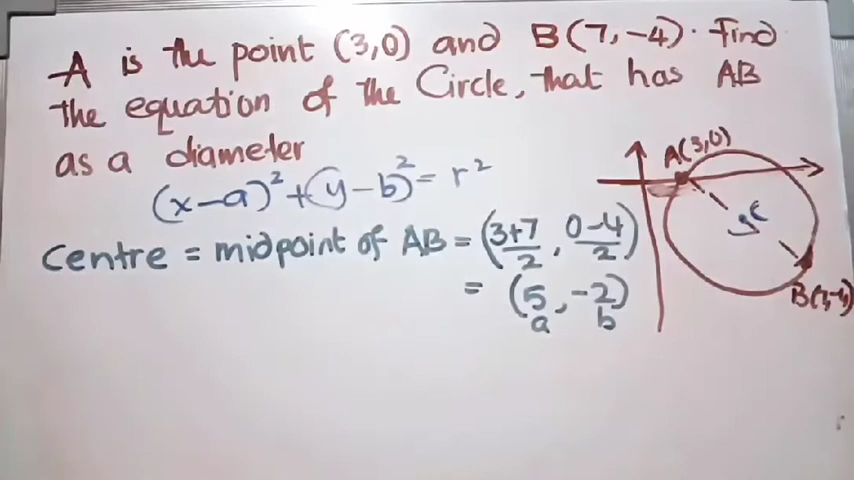 A is the point (3,0) and B(7,-4). Find
the equation of the Circle, that has AB
as a diameter
(x-a)²+(y-b)²= r²
Centre = midpoint of AB = (3+7/2, 0-4/2)
= (5, -2)
a b
A(3,0)
C
B(7,-4)